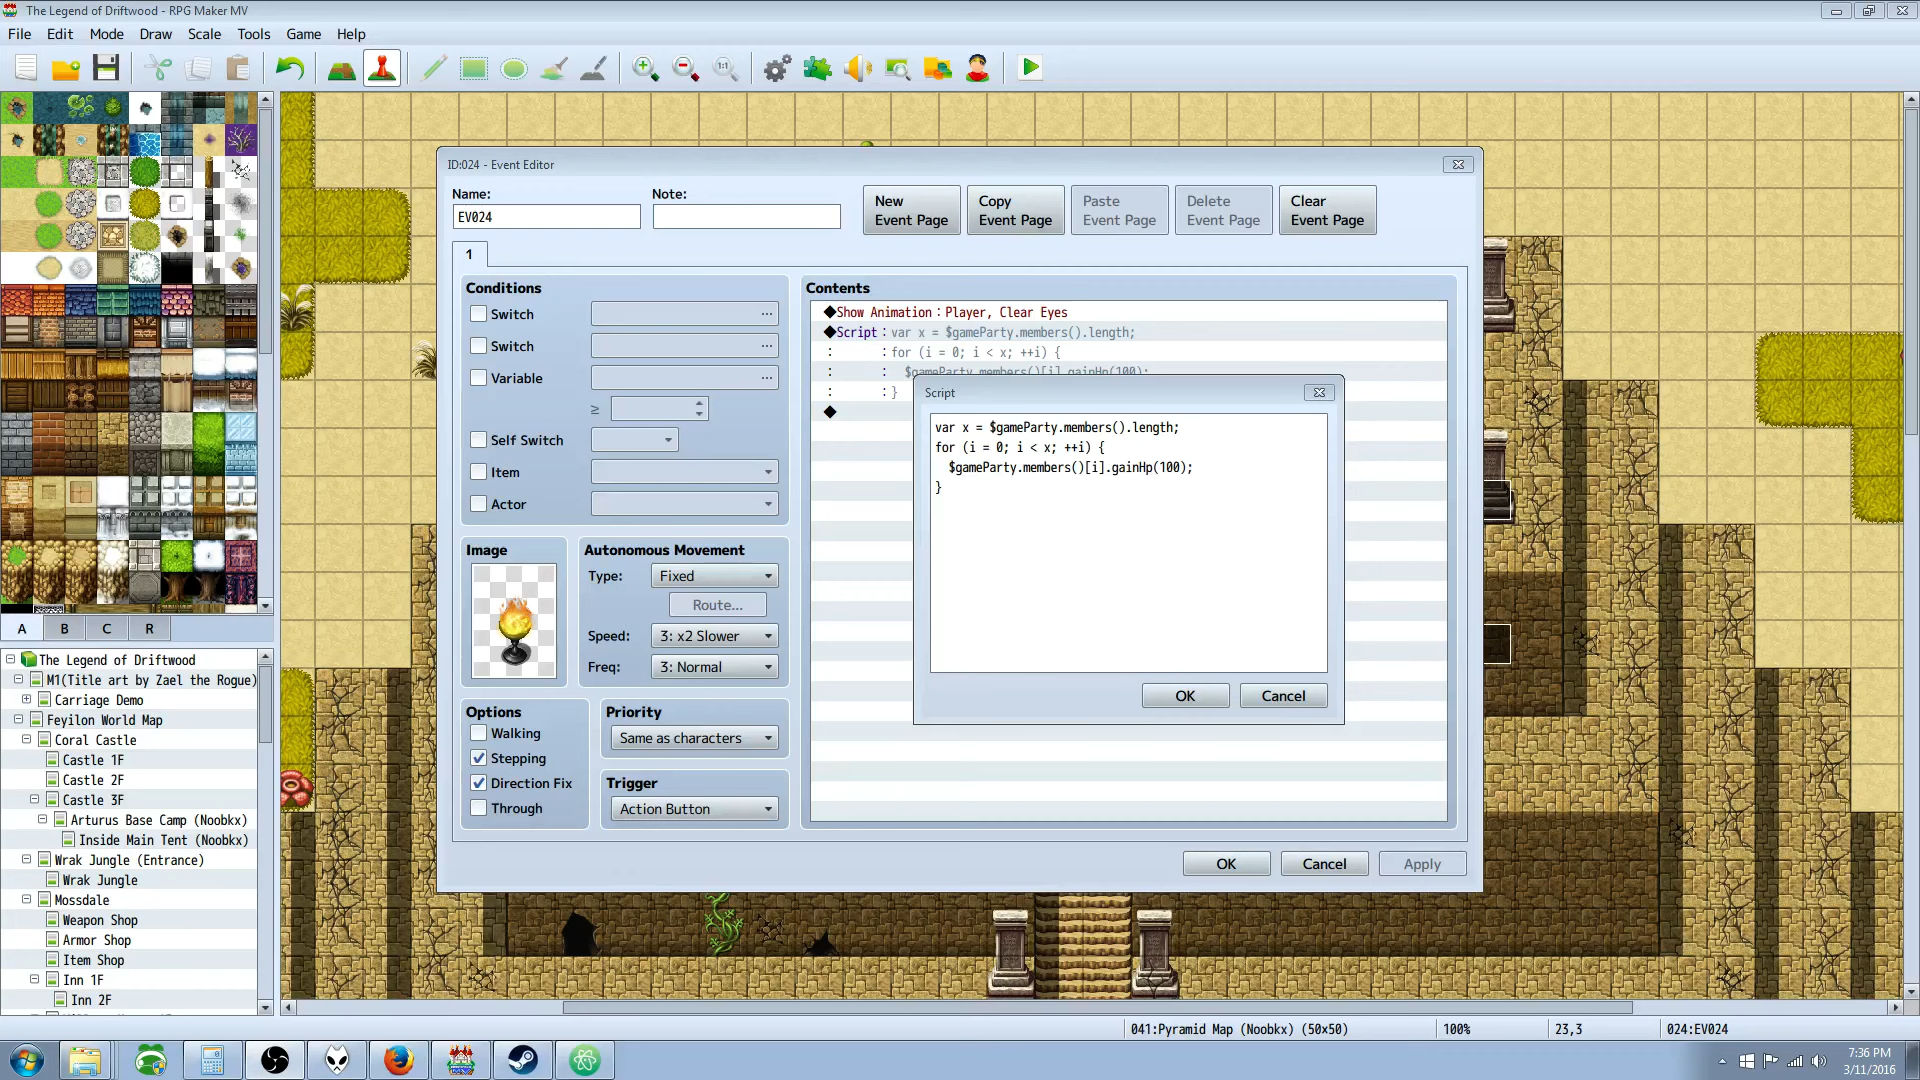 The Legend of Driftwood - RPG Maker MV
File Edit Mode Draw Scale Tools Game Help
1:1
ID:024 - Event Editor
Name:
Note:
EV024
New
Event Page
Copy
Event Page
Paste
Event Page
Delete
Event Page
Clear
Event Page
1
Conditions
Switch ...
Switch ...
Variable ...
≥
Self Switch
Item
Actor
Image
Autonomous Movement
Type: Fixed
Route...
Speed: 3: x2 Slower
Freq: 3: Normal
Options
Walking
Stepping
Direction Fix
Through
Priority
Same as characters
Trigger
Action Button
Contents
◆Show Animation：Player, Clear Eyes
◆Script：var x = $gameParty.members().length;
：　：for (i = 0; i < x; ++i) {
：　：  $gameParty.members()[i].gainHp(100);
：　：}
◆
Script
var x = $gameParty.members().length;
for (i = 0; i < x; ++i) {
  $gameParty.members()[i].gainHp(100);
}
OK Cancel
OK Cancel Apply
A B C R
The Legend of Driftwood
M1(Title art by Zael the Rogue)
Carriage Demo
Feyilon World Map
Coral Castle
Castle 1F
Castle 2F
Castle 3F
Arturus Base Camp (Noobkx)
Inside Main Tent (Noobkx)
Wrak Jungle (Entrance)
Wrak Jungle
Mossdale
Weapon Shop
Armor Shop
Item Shop
Inn 1F
Inn 2F
041:Pyramid Map (Noobkx) (50×50) 100% 23,3 024:EV024
7:36 PM
3/11/2016